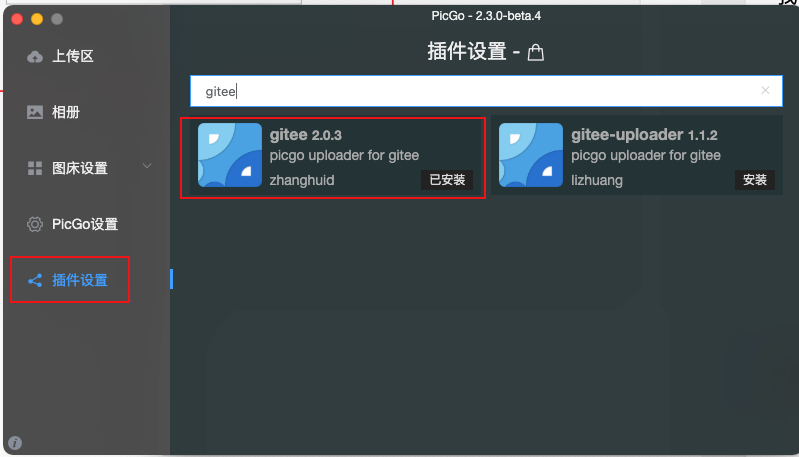 PicGo - 2.3.0-beta.4
上传区
相册
图床设置
PicGo设置
插件设置
插件设置 -
gitee
gitee 2.0.3
picgo uploader for gitee
zhanghuid
已安装
gitee-uploader 1.1.2
picgo uploader for gitee
lizhuang
安装